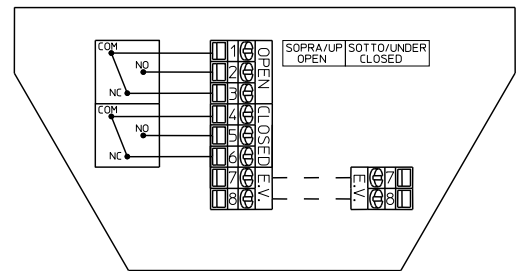 COM
NO
NC
COM
NO
NC
1
2
3
4
5
6
7
8
OPEN
CLOSED
E.V.
SOPRA/UP SOTTO/UNDER
OPEN CLOSED
E.V.
7
8